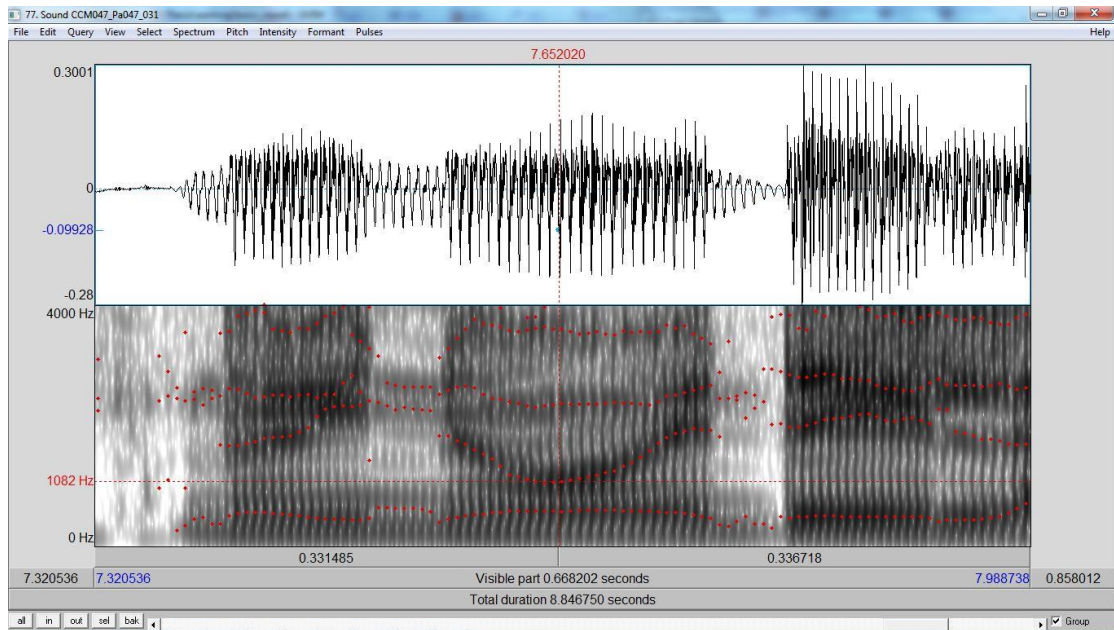 77. Sound CCM047_Pa047_031
File Edit Query View Select Spectrum Pitch Intensity Formant Pulses Help
7.652020
0.3001
0
-0.09928
-0.28
4000 Hz
1082 Hz
0 Hz
0.331485 0.336718
7.320536 7.320536 Visible part 0.668202 seconds 7.988738 0.858012
Total duration 8.846750 seconds
all in out sel bak Group